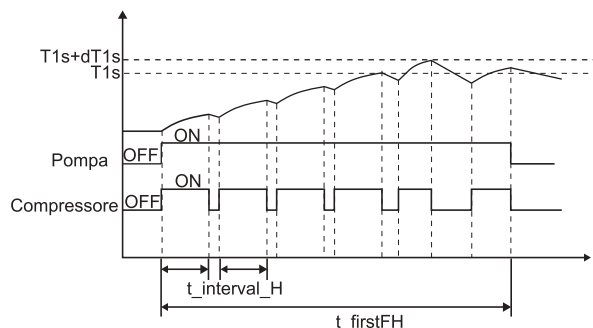 T1s+dT1s
T1s
ON
Pompa
OFF
ON
Compressore
OFF
t_interval_H
t_firstFH